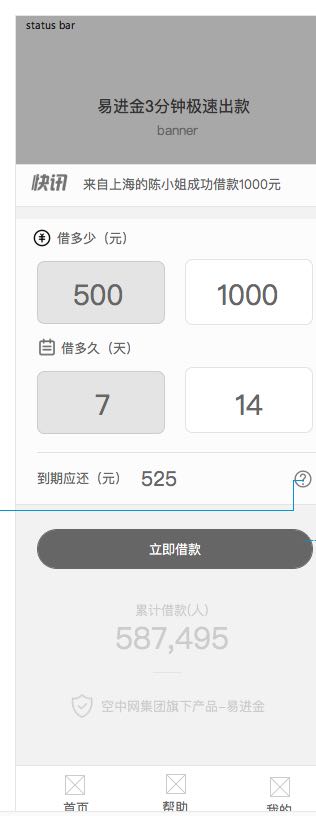 status bar
易进金3分钟极速出款
banner
快讯 来自上海的陈小姐成功借款1000元
借多少（元）
500 1000
借多久（天）
7 14
到期应还（元） 525
立即借款
累计借款(人)
587,495
空中网集团旗下产品–易进金
首页 帮助 我的